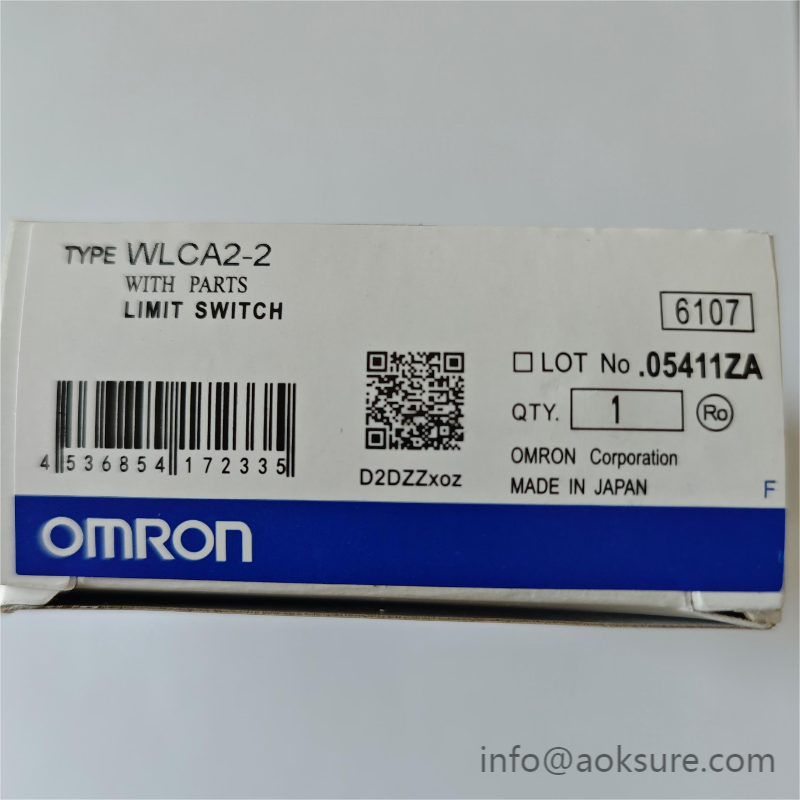 TYPE WLCA2-2
WITH PARTS
LIMIT SWITCH
6107
LOT No .05411ZA
QTY. 1 Ro
4 536854 172335
D2DZZxoz
OMRON Corporation
MADE IN JAPAN
F
OMRON
info@aoksure.com